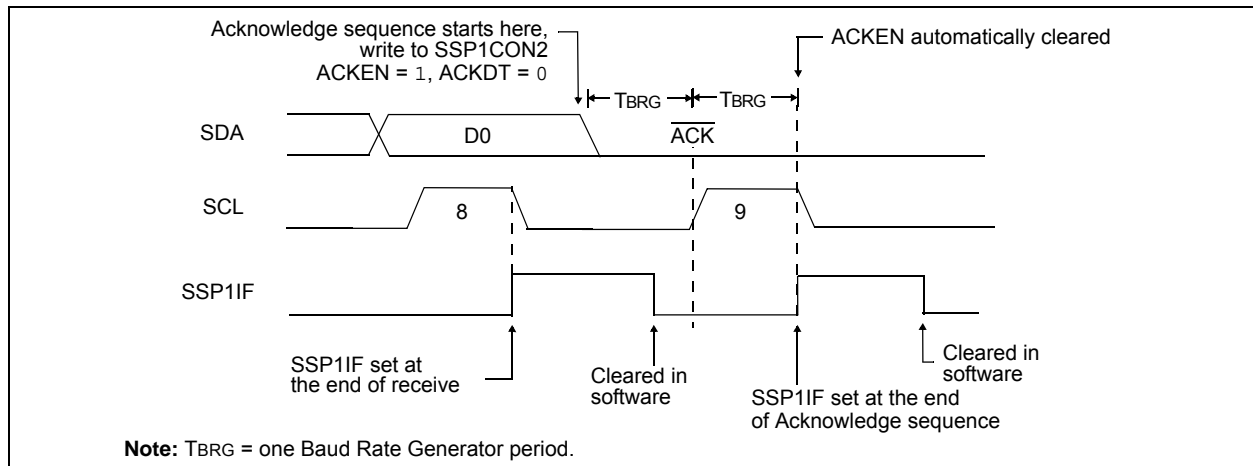 Acknowledge sequence starts here,
write to SSP1CON2
ACKEN = 1, ACKDT = 0
ACKEN automatically cleared
TBRG
TBRG
SDA
D0
ACK
SCL
8
9
SSP1IF
SSP1IF set at
the end of receive
Cleared in
software
SSP1IF set at the end
of Acknowledge sequence
Cleared in
software
Note: TBRG = one Baud Rate Generator period.